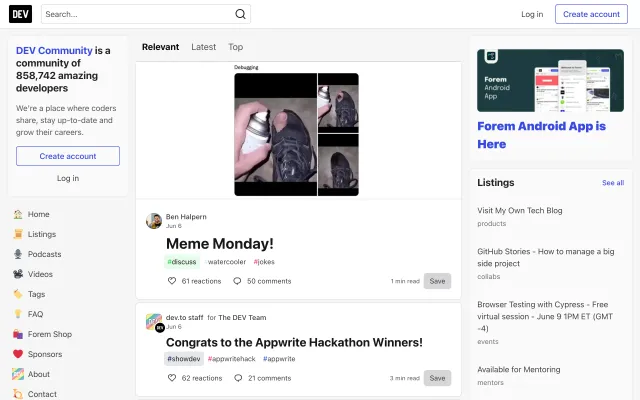 DEV
Search...
Log in
Create account
DEV Community is a
community of
858,742 amazing
developers
We're a place where coders
share, stay up-to-date and
grow their careers.
Create account
Log in
Home
Listings
Podcasts
Videos
Tags
FAQ
Forem Shop
Sponsors
About
Contact
Relevant
Latest
Top
Debugging
Ben Halpern
Jun 6
Meme Monday!
#discuss
watercooler
#jokes
61 reactions
50 comments
1 min read
Save
DEV
dev.to staff for The DEV Team
Jun 6
Congrats to the Appwrite Hackathon Winners!
#showdev
#appwritehack
#appwrite
62 reactions
21 comments
3 min read
Save
Forem
Android
App
Forem Android App is
Here
Listings
See all
Visit My Own Tech Blog
products
GitHub Stories - How to manage a big
side project
collabs
Browser Testing with Cypress - Free
virtual session - June 9 1PM ET (GMT
-4)
events
Available for Mentoring
mentors